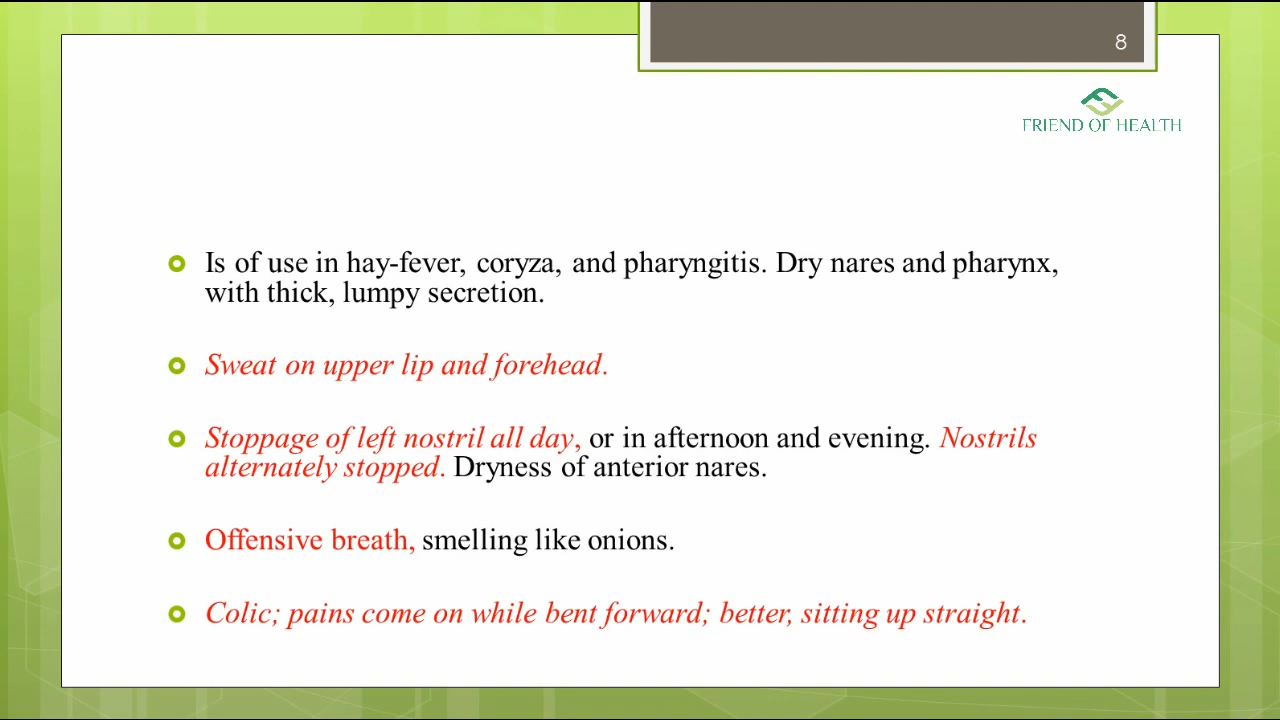 8
FRIEND OF HEALTH
Is of use in hay-fever, coryza, and pharyngitis. Dry nares and pharynx,
with thick, lumpy secretion.
Sweat on upper lip and forehead.
Stoppage of left nostril all day, or in afternoon and evening. Nostrils
alternately stopped. Dryness of anterior nares.
Offensive breath, smelling like onions.
Colic; pains come on while bent forward; better, sitting up straight.